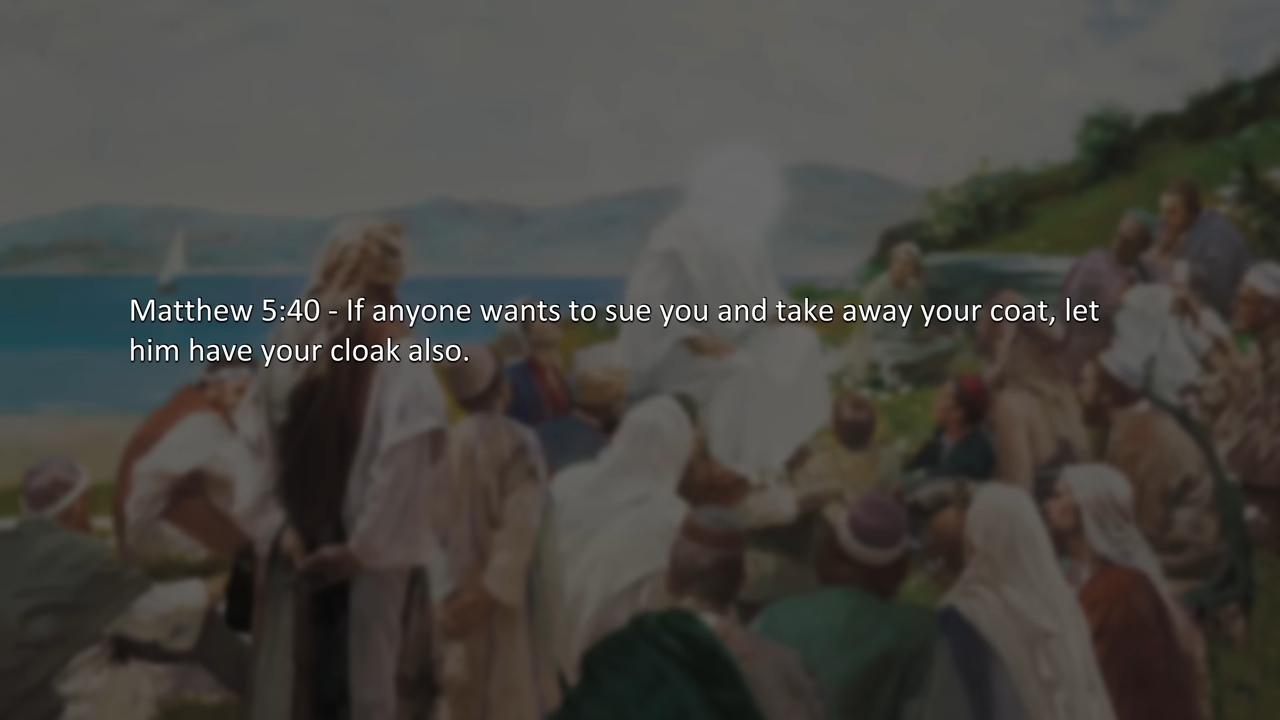 Matthew 5:40 - If anyone wants to sue you and take away your coat, let
him have your cloak also.